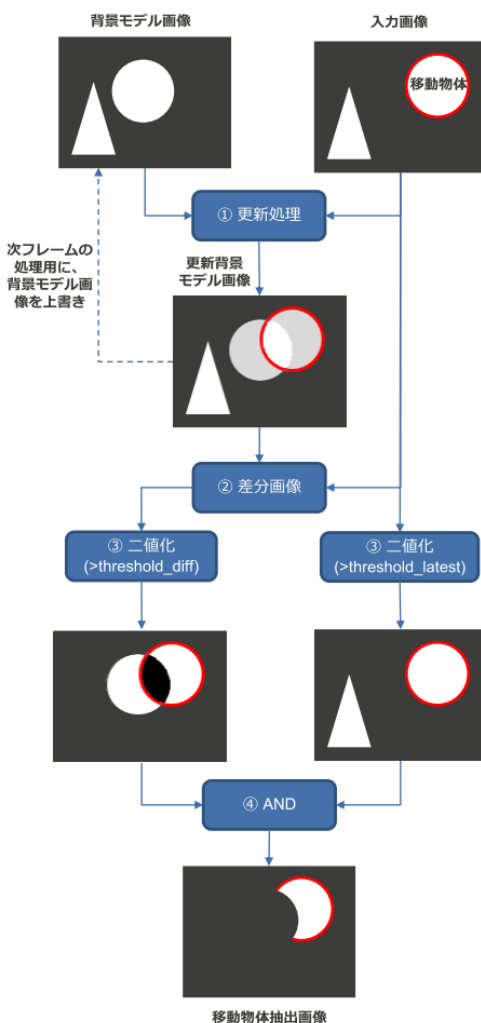 背景モデル画像
入力画像
移動物体
① 更新処理
次フレームの
処理用に、
背景モデル画
像を上書き
更新背景
モデル画像
② 差分画像
③ 二値化
(>threshold_diff)
③ 二値化
(>threshold_latest)
④ AND
移動物体抽出画像